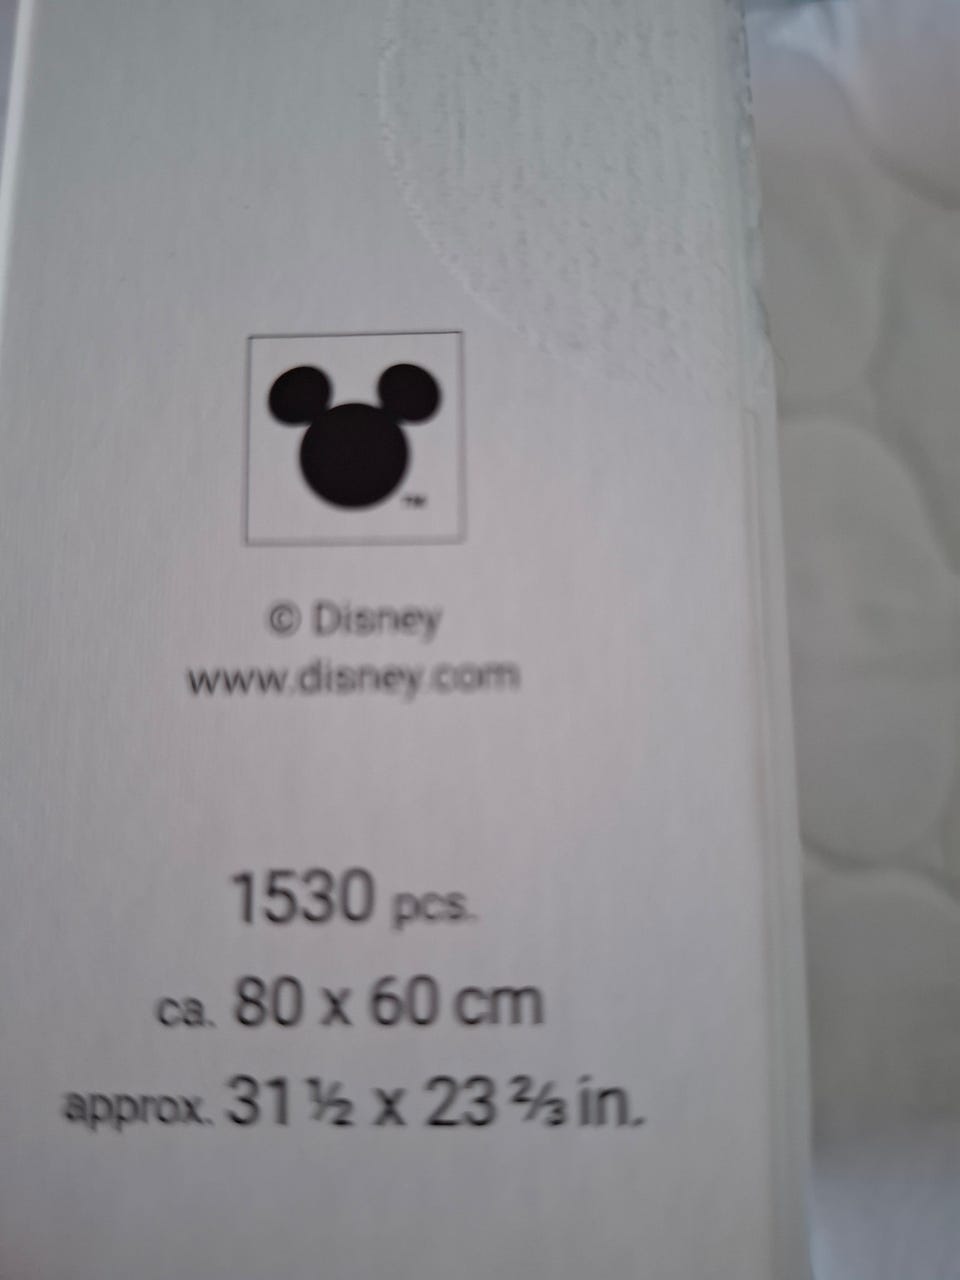 TM
© Disney
www.disney.com
1530 pcs.
ca. 80 x 60 cm
approx. 31 ½ x 23 ⅔ in.